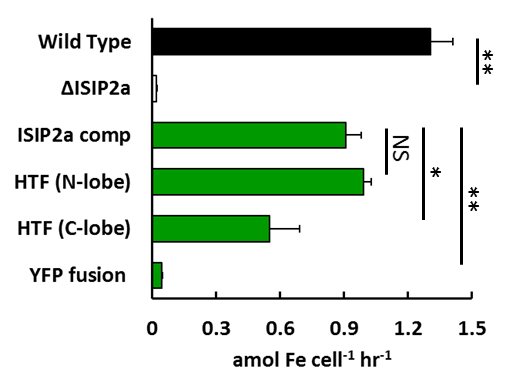 Wild Type
**
ΔISIP2a
ISIP2a comp
NS
HTF (N-lobe)
*
**
HTF (C-lobe)
YFP fusion
0 0.3 0.6 0.9 1.2 1.5
amol Fe cell⁻¹ hr⁻¹